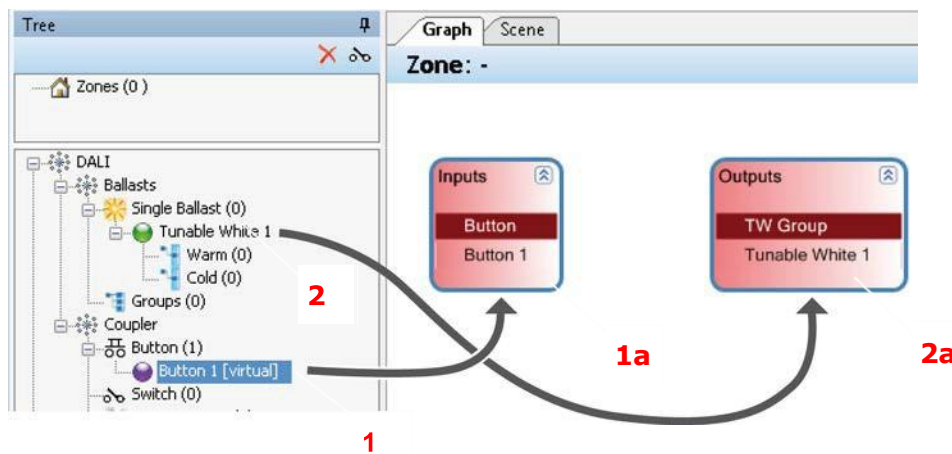 Tree
Zones (0 )
DALI
Ballasts
Single Ballast (0)
Tunable White 1
Warm (0)
Cold (0)
Groups (0)
Coupler
Button (1)
Button 1 [virtual]
Switch (0)
Graph
Scene
Zone: -
Inputs
Button
Button 1
Outputs
TW Group
Tunable White 1
2
1a
2a
1